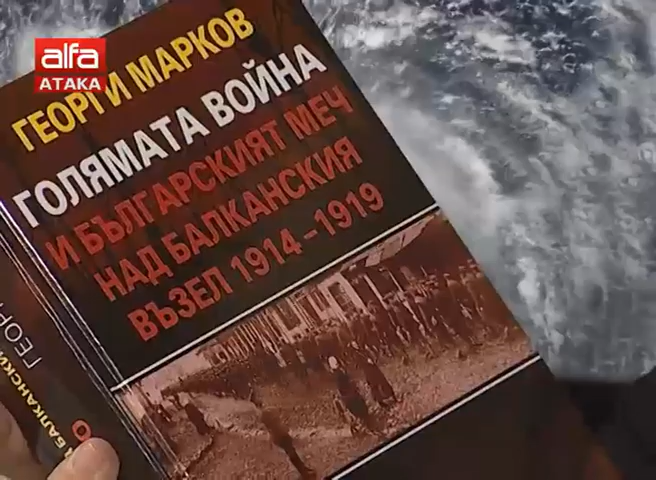 alfa
АТАКА
ГЕОРГИ МАРКОВ
ГОЛЯМАТА ВОЙНА
И БЪЛГАРСКИЯТ МЕЧ
НАД БАЛКАНСКИЯ
ВЪЗЕЛ 1914–1919